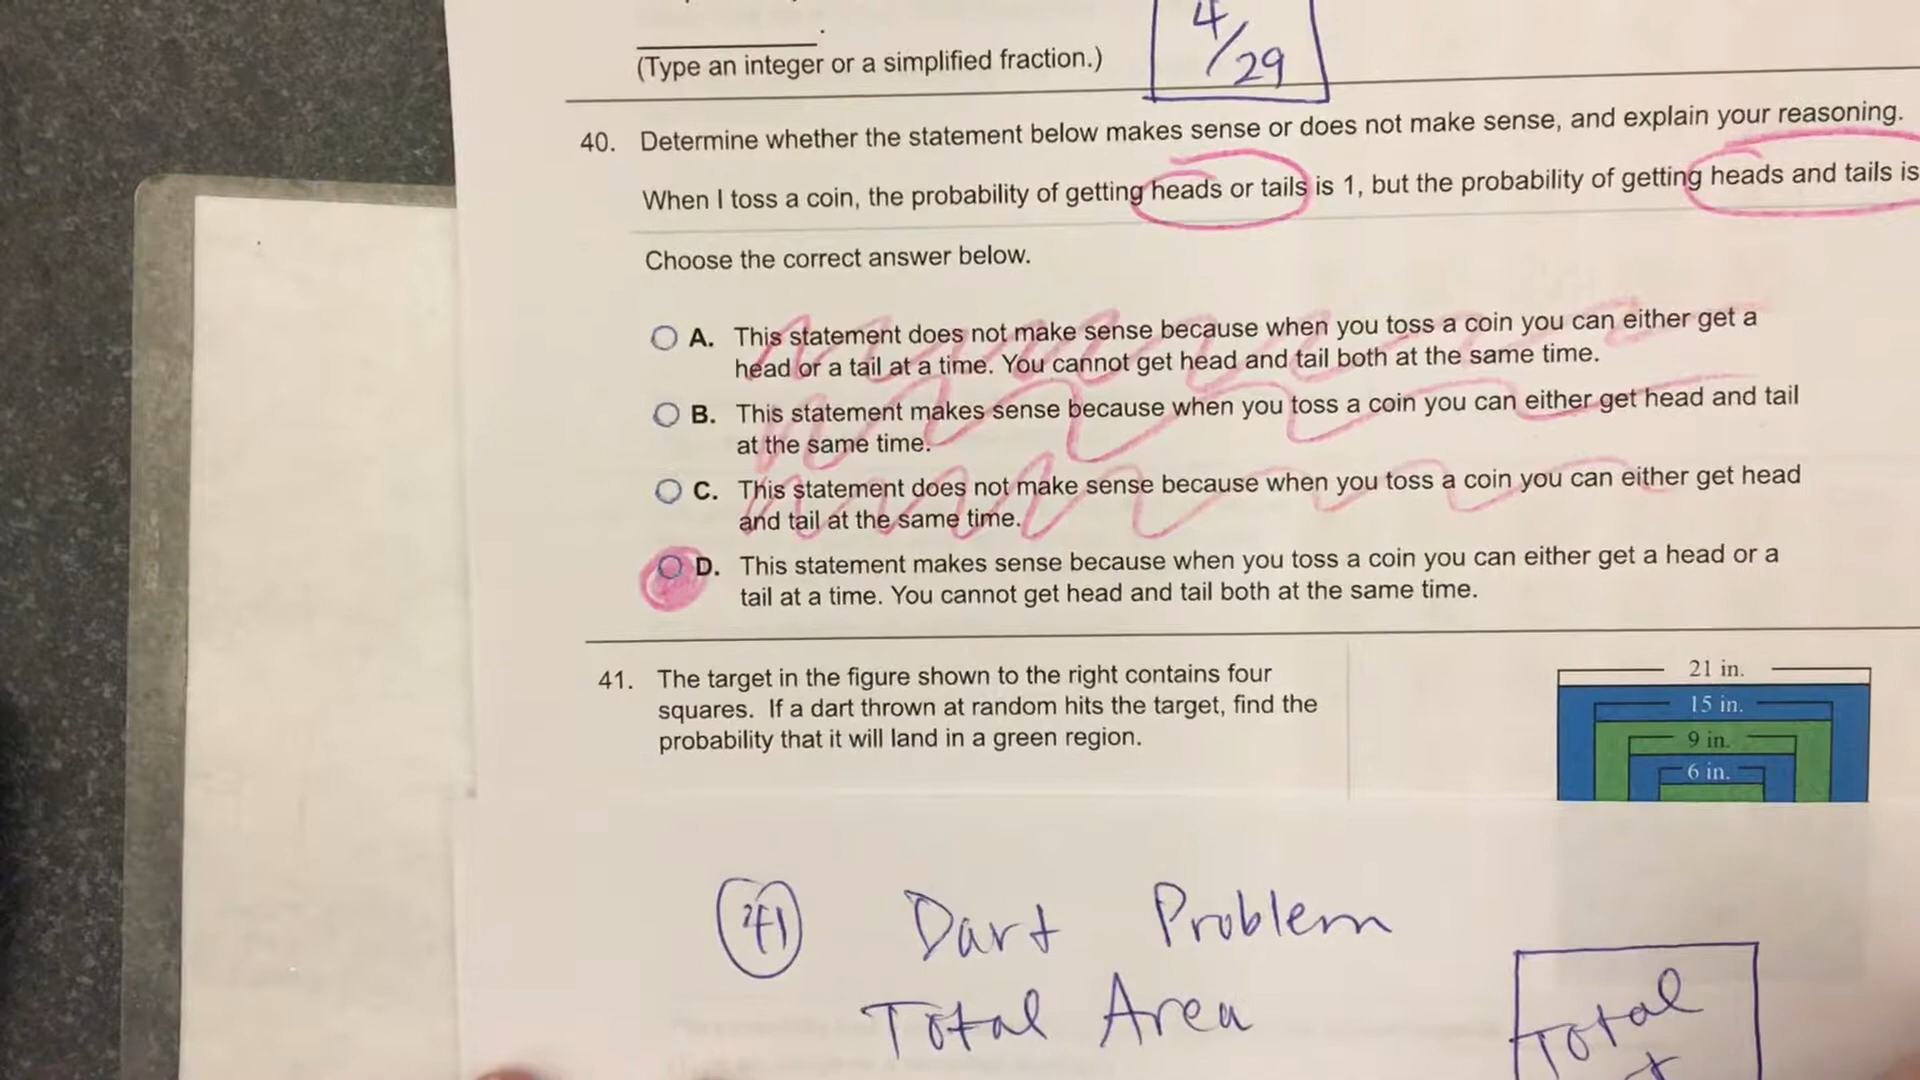 4/29
(Type an integer or a simplified fraction.)
40. Determine whether the statement below makes sense or does not make sense, and explain your reasoning.
When I toss a coin, the probability of getting heads or tails is 1, but the probability of getting heads and tails is
Choose the correct answer below.
A. This statement does not make sense because when you toss a coin you can either get a
head or a tail at a time. You cannot get head and tail both at the same time.
B. This statement makes sense because when you toss a coin you can either get head and tail
at the same time.
C. This statement does not make sense because when you toss a coin you can either get head
and tail at the same time.
D. This statement makes sense because when you toss a coin you can either get a head or a
tail at a time. You cannot get head and tail both at the same time.
41. The target in the figure shown to the right contains four
squares. If a dart thrown at random hits the target, find the
probability that it will land in a green region.
21 in.
15 in.
9 in.
6 in.
41 Dart Problem
Total Area
Total